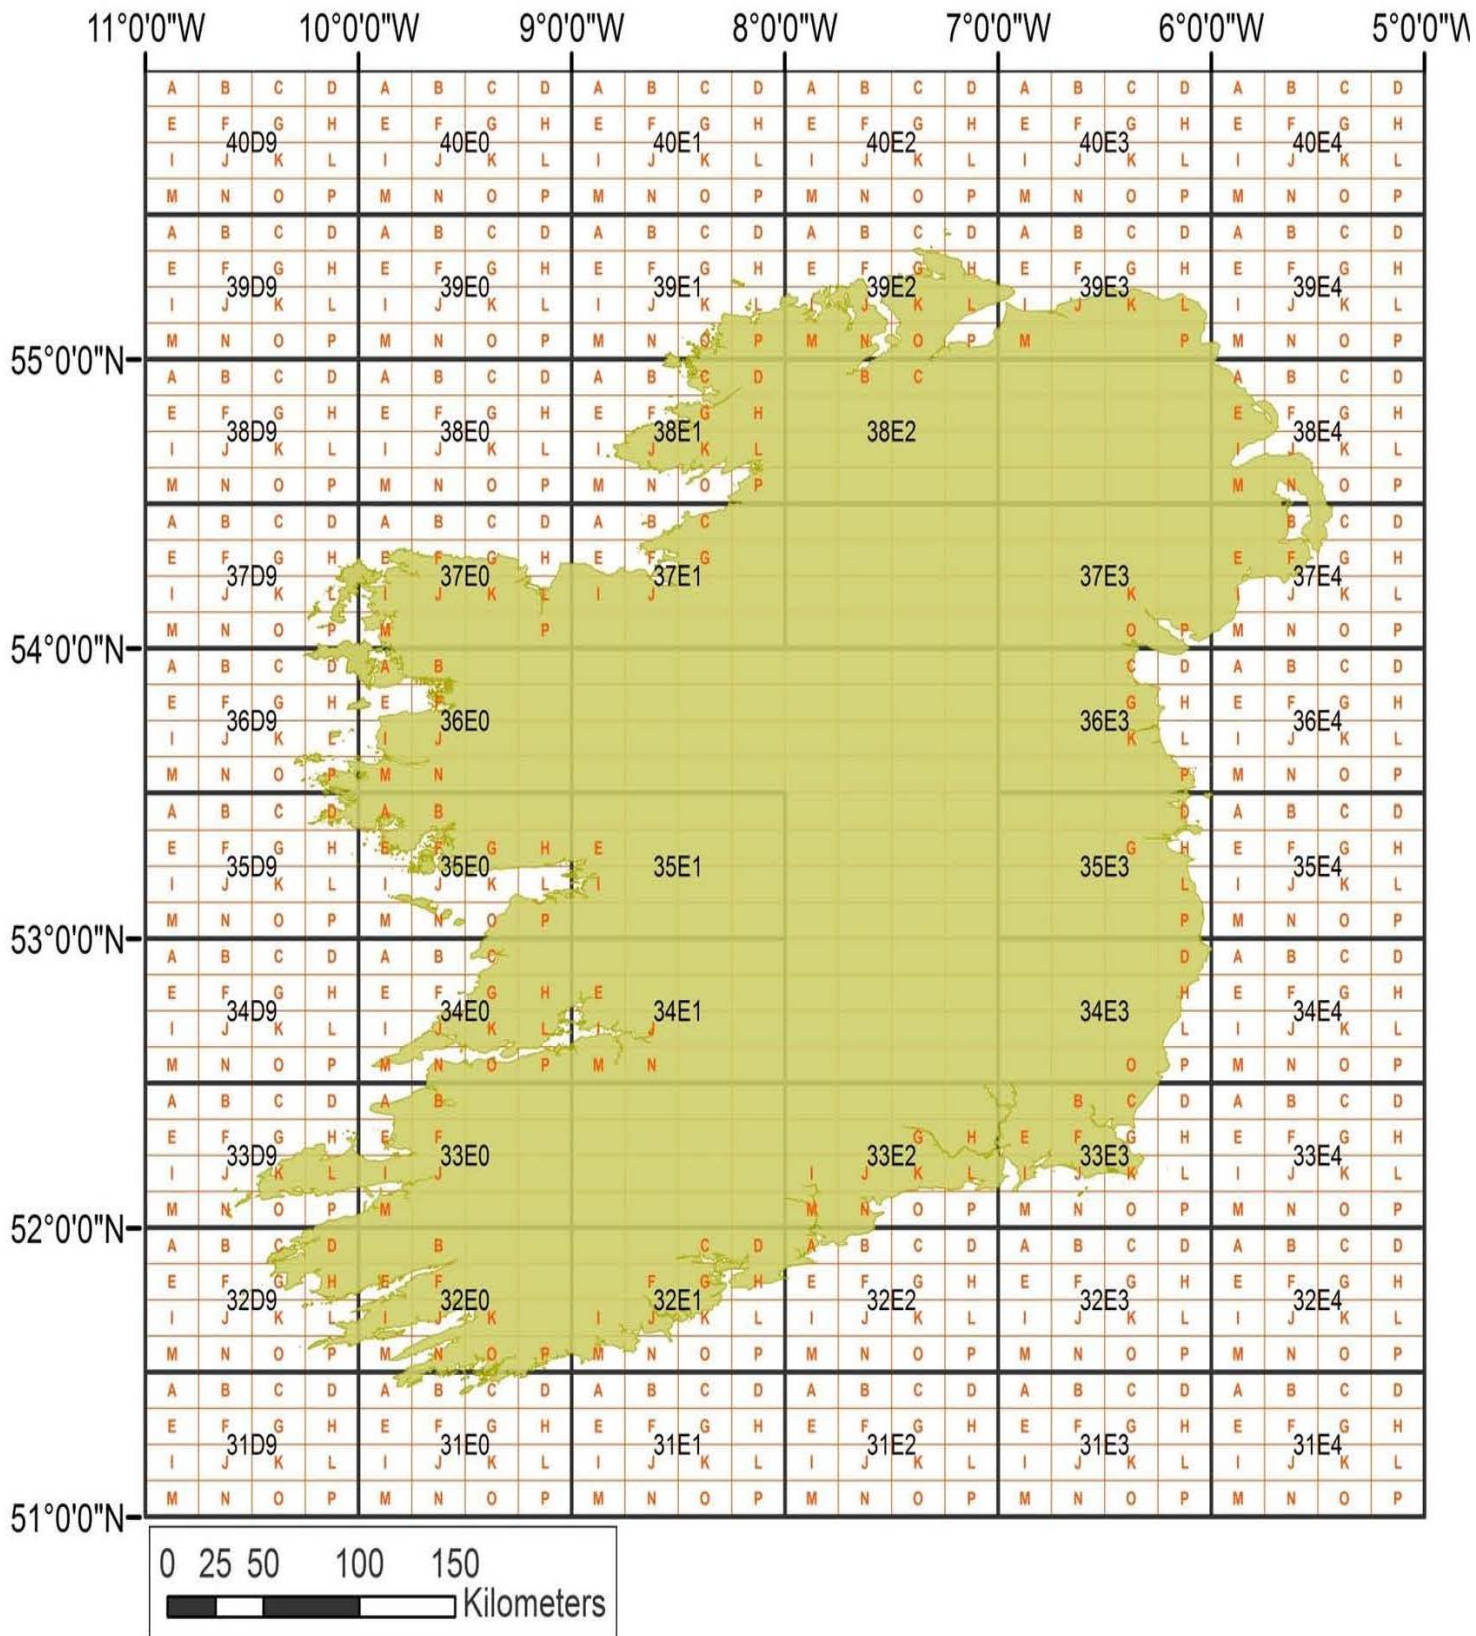 11°0'0"W 10°0'0"W 9°0'0"W 8°0'0"W 7°0'0"W 6°0'0"W 5°0'0"W
A B C D A B C D A B C D A B C D A B C D A B C D
E F G H E F G H E F G H E F G H E F G H E F G H
40D9 40E0 40E1 40E2 40E3 40E4
I J K L I J K L I J K L I J K L I J K L I J K L
M N O P M N O P M N O P M N O P M N O P M N O P
A B C D A B C D A B C D A B C D A B C D A B C D
E F G H E F G H E F G H E F G H E F G H E F G H
39D9 39E0 39E1 39E2 39E3 39E4
I J K L I J K L I J K L I J K L I J K L I J K L
M N O P M N O P M N O P M N O P M P M N O P
55°0'0"N
A B C D A B C D A B C D B C A B C D
E F G H E F G H E F G H E F G H
38D9 38E0 38E1 38E2 38E4
I J K L I J K L I J K L I J K L
M N O P M N O P M N O P M N O P
A B C D A B C D A B C B C D
E F G H E F G H E F G E F G H
37D9 37E0 37E1 37E3 37E4
I J K L I J K L I J K I J K L
M N O P M P O P M N O P
54°0'0"N
A B C D A B C D A B C D
E F G H E F G H E F G H
36D9 36E0 36E3 36E4
I J K L I J K L I J K L
M N O P M N P M N O P
A B C D A B D A B C D
E F G H E F G H E G H E F G H
35D9 35E0 35E1 35E3 35E4
I J K L I J K L I L I J K L
M N O P M N O P P M N O P
53°0'0"N
A B C D A B C D A B C D
E F G H E F G H E H E F G H
34D9 34E0 34E1 34E3 34E4
I J K L I J K L I J L I J K L
M N O P M N O P M N O P M N O P
A B C D A B B C D A B C D
E F G H E F G H E F G H E F G H
33D9 33E0 33E2 33E3 33E4
I J K L I J I J K L I J K L I J K L
M N O P M M N O P M N O P M N O P
52°0'0"N
A B C D B C D A B C D A B C D A B C D
E F G H E F F G H E F G H E F G H E F G H
32D9 32E0 32E1 32E2 32E3 32E4
I J K L I J K I J K L I J K L I J K L I J K L
M N O P M N O P M N O P M N O P M N O P M N O P
A B C D A B C D A B C D A B C D A B C D A B C D
E F G H E F G H E F G H E F G H E F G H E F G H
31D9 31E0 31E1 31E2 31E3 31E4
I J K L I J K L I J K L I J K L I J K L I J K L
M N O P M N O P M N O P M N O P M N O P M N O P
51°0'0"N
0 25 50 100 150
Kilometers